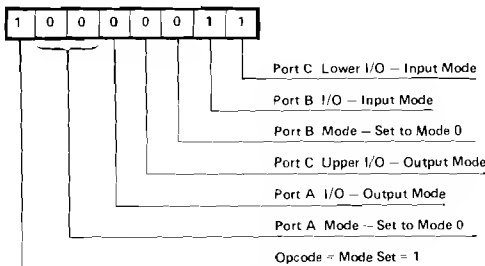 1 0 0 0 0 0 1 1
Port C Lower I/O — Input Mode
Port B I/O — Input Mode
Port B Mode — Set to Mode 0
Port C Upper I/O — Output Mode
Port A I/O — Output Mode
Port A Mode — Set to Mode 0
Opcode = Mode Set = 1